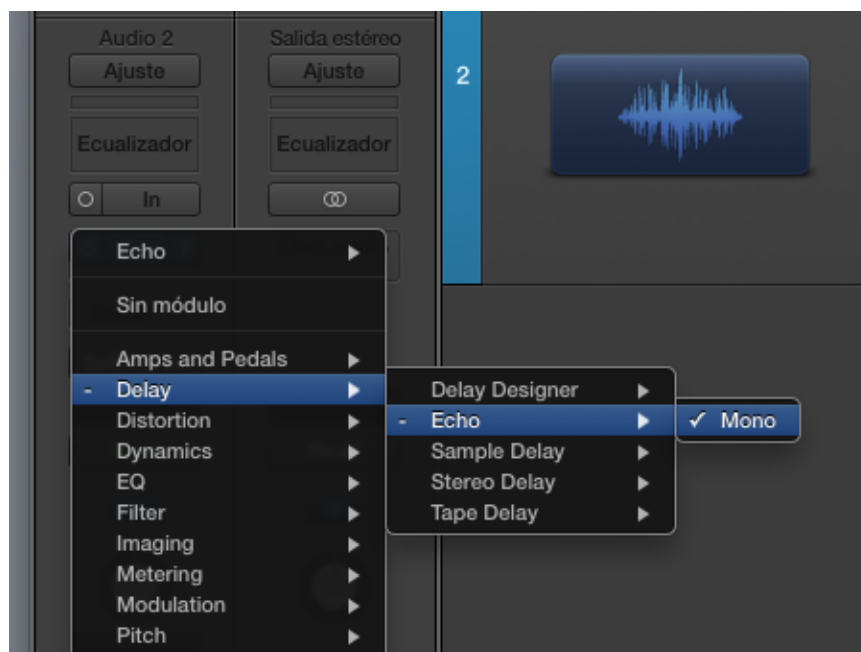 Audio 2
Salida estéreo
Ajuste
Ajuste
2
Ecualizador
Ecualizador
In
Echo
Sin módulo
Amps and Pedals
- Delay
Distortion
Dynamics
EQ
Filter
Imaging
Metering
Modulation
Pitch
Delay Designer
- Echo
Sample Delay
Stereo Delay
Tape Delay
✓ Mono